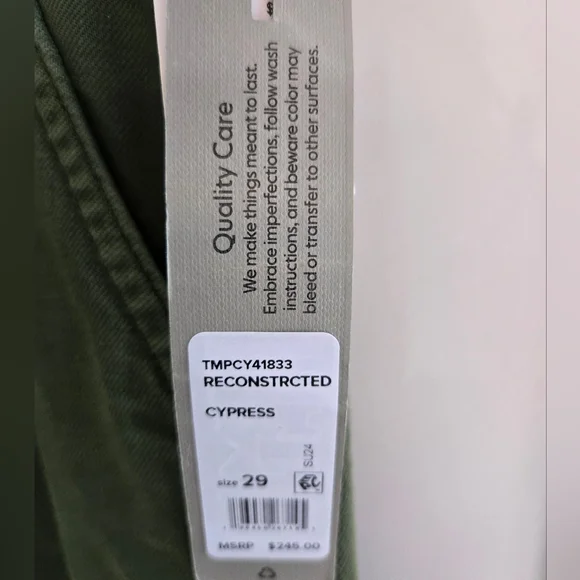 Quality Care
We make things meant to last.
Embrace imperfections, follow wash
instructions, and beware color may
bleed or transfer to other surfaces.
TMPCY41833
RECONSTRCTED
CYPRESS
SU24
size 29
MSRP $245.00